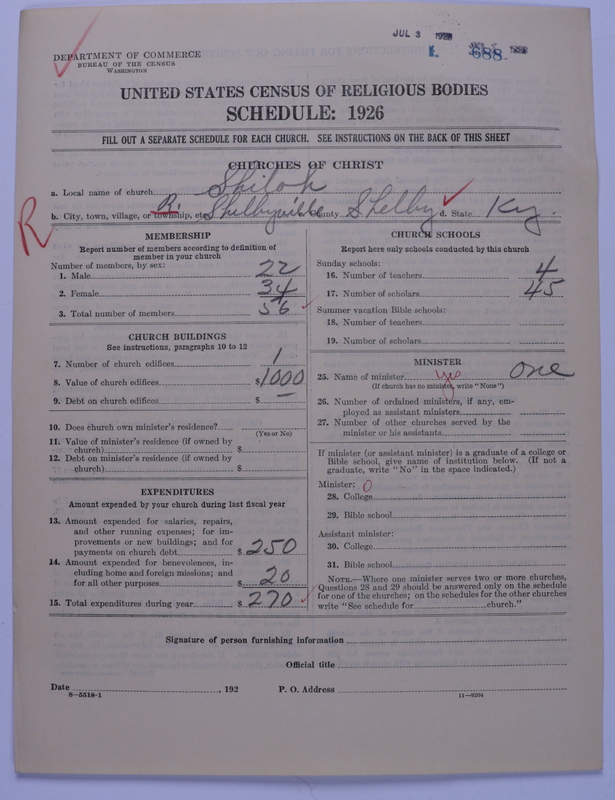 JUL 3
688
DEPARTMENT OF COMMERCE
BUREAU OF THE CENSUS
WASHINGTON
UNITED STATES CENSUS OF RELIGIOUS BODIES
SCHEDULE: 1926
FILL OUT A SEPARATE SCHEDULE FOR EACH CHURCH. SEE INSTRUCTIONS ON THE BACK OF THIS SHEET
CHURCHES OF CHRIST
a. Local name of church Shiloh
b. City, town, village, or township, etc. R. Shelbyville County Shelby d. State Ky.
R
MEMBERSHIP
Report number of members according to definition of
member in your church
Number of members, by sex:
1. Male 22
2. Female 34
3. Total number of members 56
CHURCH BUILDINGS
See instructions, paragraphs 10 to 12
7. Number of church edifices 1
8. Value of church edifices $1000
9. Debt on church edifices $ —
10. Does church own minister's residence?
(Yes or No)
11. Value of minister's residence (if owned by
church) $
12. Debt on minister's residence (if owned by
church) $
EXPENDITURES
Amount expended by your church during last fiscal year
13. Amount expended for salaries, repairs,
and other running expenses; for im-
provements or new buildings; and for
payments on church debt $ 250
14. Amount expended for benevolences, in-
cluding home and foreign missions; and
for all other purposes $ 20
15. Total expenditures during year $ 270
CHURCH SCHOOLS
Report here only schools conducted by this church
Sunday schools:
16. Number of teachers 4
17. Number of scholars 45
Summer vacation Bible schools:
18. Number of teachers
19. Number of scholars
MINISTER
25. Name of minister yes one
(If church has no minister, write "None")
26. Number of ordained ministers, if any, em-
ployed as assistant ministers
27. Number of other churches served by the
minister or his assistants
If minister (or assistant minister) is a graduate of a college or
Bible school, give name of institution below. (If not a
graduate, write "No" in the space indicated.)
Minister: 0
28. College
29. Bible school
Assistant minister:
30. College
31. Bible school
NOTE.—Where one minister serves two or more churches,
Questions 28 and 29 should be answered only on the schedule
for one of the churches; on the schedules for the other churches
write "See schedule for church."
Signature of person furnishing information
Official title
Date , 192 P. O. Address
8—5518-1 11—9204